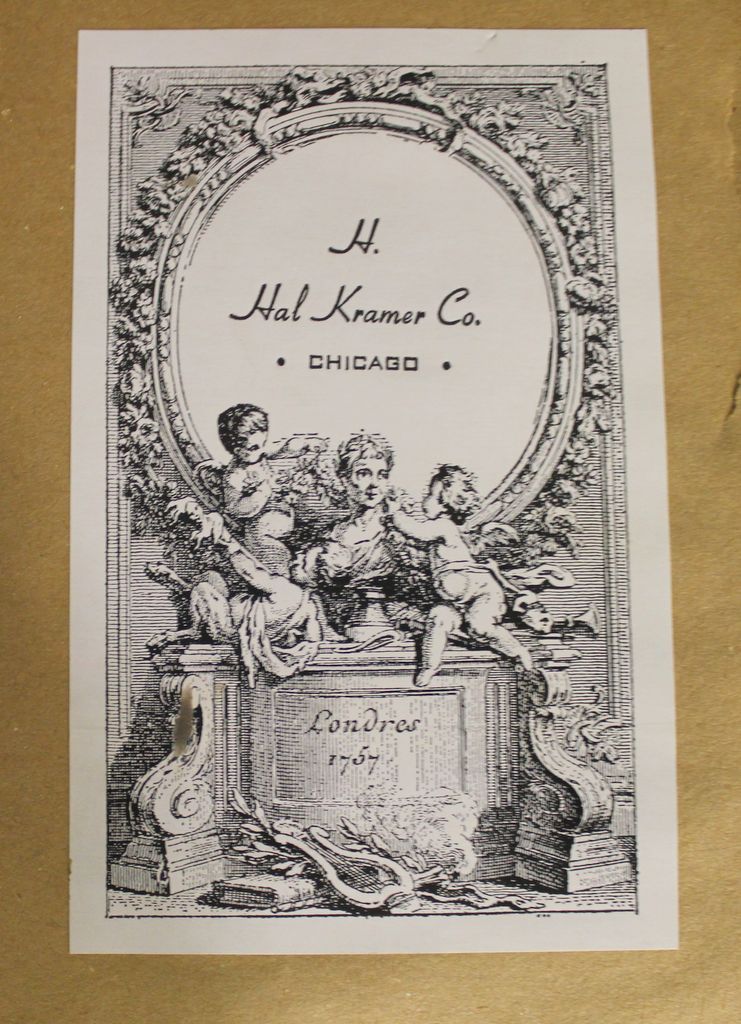 H.
Hal Kramer Co.
• CHICAGO •
Londres
1757